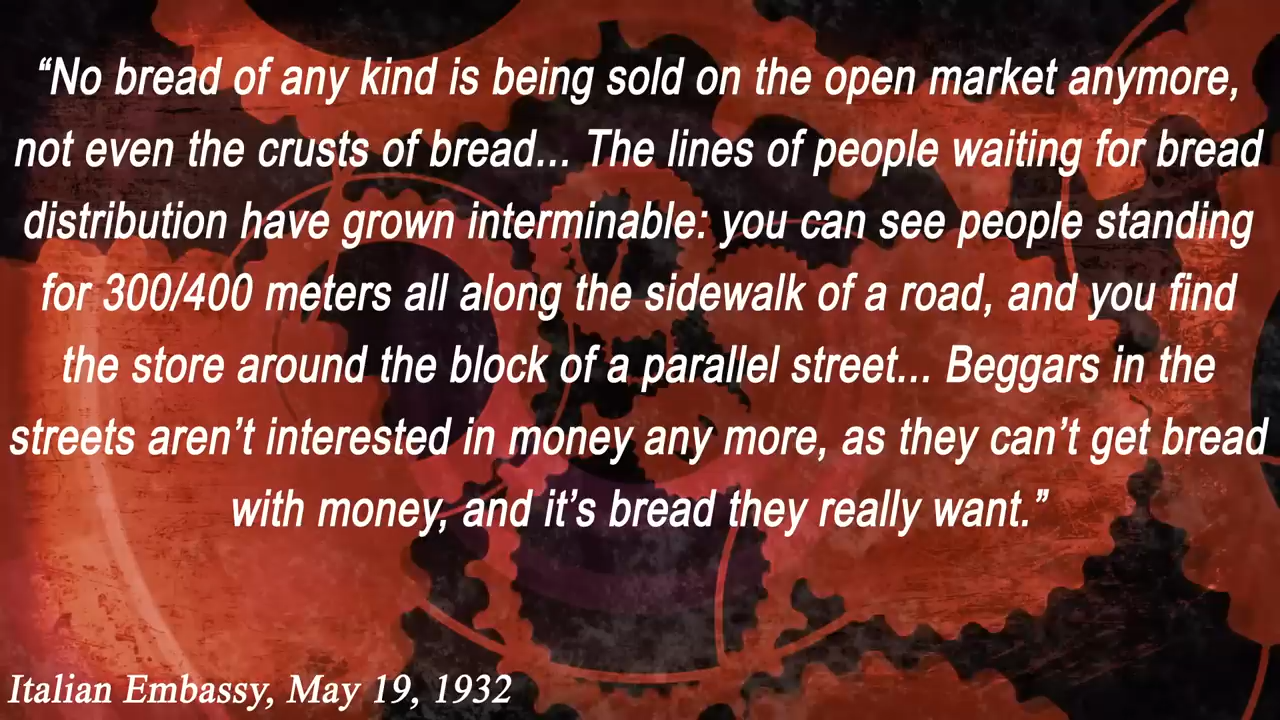 “No bread of any kind is being sold on the open market anymore,
not even the crusts of bread... The lines of people waiting for bread
distribution have grown interminable: you can see people standing
for 300/400 meters all along the sidewalk of a road, and you find
the store around the block of a parallel street... Beggars in the
streets aren’t interested in money any more, as they can’t get bread
with money, and it’s bread they really want.”
Italian Embassy, May 19, 1932